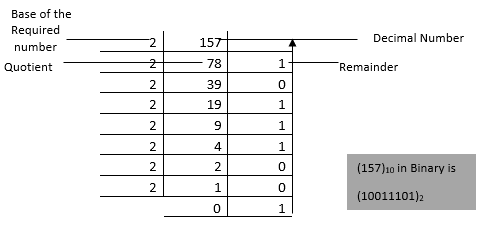 Base of the
Required
number
2 157
Decimal Number
Quotient
2 78 1
Remainder
2 39 0
2 19 1
2 9 1
2 4 1
2 2 0
2 1 0
0 1
(157)₁₀ in Binary is
(10011101)₂